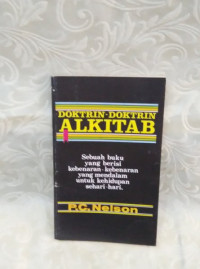 DOKTRIN-DOKTRIN
ALKITAB
Sebuah buku
yang berisi
kebenaran-kebenaran
yang mendalam
untuk kehidupan
sehari-hari.
P.C. Nelson